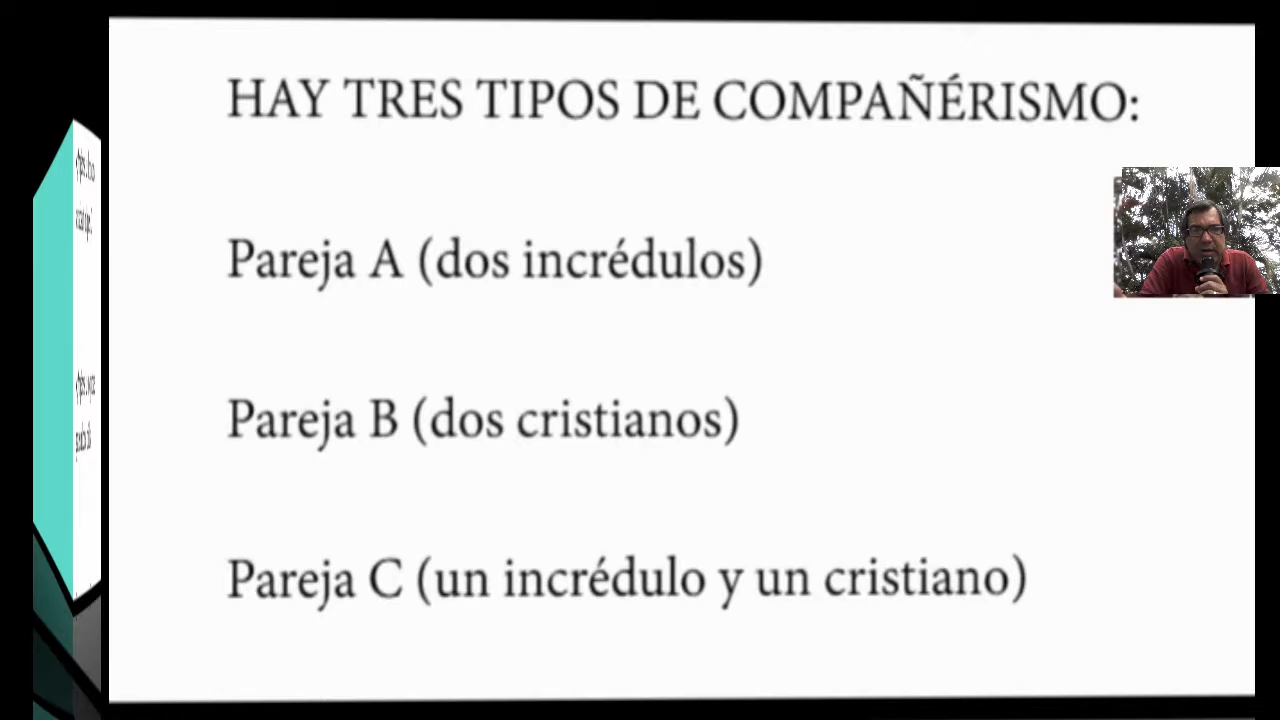 HAY TRES TIPOS DE COMPAÑÉRISMO:
Pareja A (dos incrédulos)
Pareja B (dos cristianos)
Pareja C (un incrédulo y un cristiano)